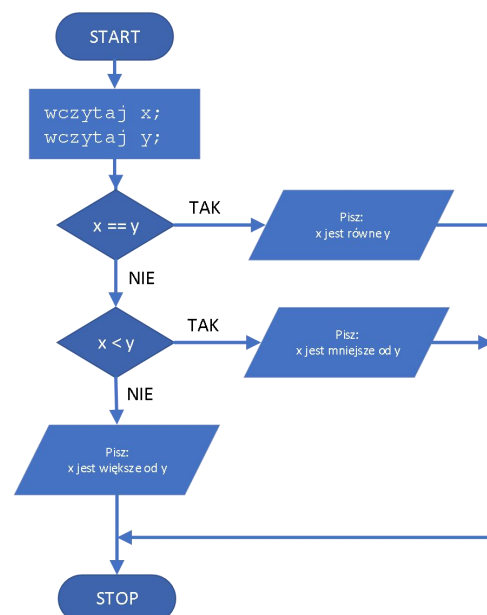 START
wczytaj x;
wczytaj y;
x == y
TAK
Pisz:
x jest równe y
NIE
x < y
TAK
Pisz:
x jest mniejsze od y
NIE
Pisz:
x jest większe od y
STOP